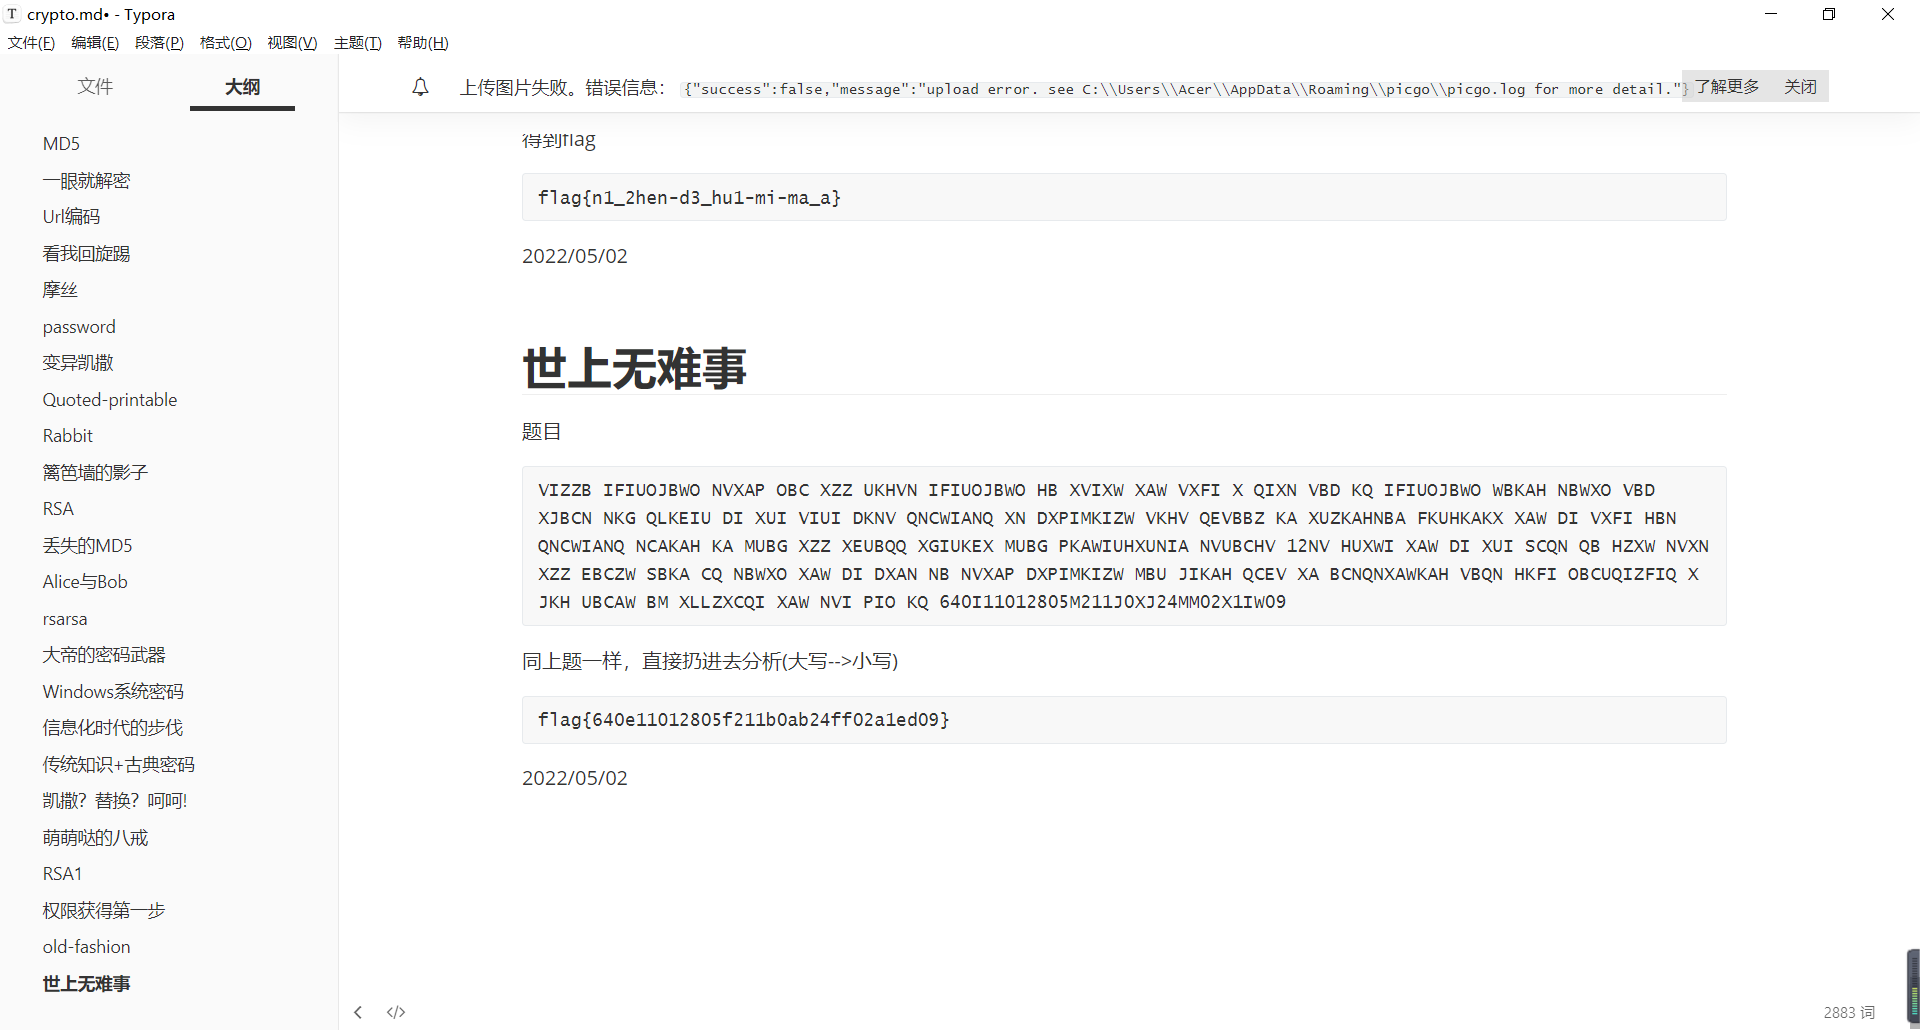 crypto.md• - Typora
文件(F) 编辑(E) 段落(P) 格式(O) 视图(V) 主题(T) 帮助(H)
文件 大纲
MD5
一眼就解密
Url编码
看我回旋踢
摩丝
password
变异凯撒
Quoted-printable
Rabbit
篱笆墙的影子
RSA
丢失的MD5
Alice与Bob
rsarsa
大帝的密码武器
Windows系统密码
信息化时代的步伐
传统知识+古典密码
凯撒？替换？呵呵!
萌萌哒的八戒
RSA1
权限获得第一步
old-fashion
世上无难事
上传图片失败。错误信息： {"success":false,"message":"upload error. see C:\\Users\\Acer\\AppData\\Roaming\\picgo\\picgo.log for more detail."} 了解更多 关闭
得到flag
flag{n1_2hen-d3_hu1-mi-ma_a}
2022/05/02
世上无难事
题目
VIZZB IFIUOJBWO NVXAP OBC XZZ UKHVN IFIUOJBWO HB XVIXW XAW VXFI X QIXN VBD KQ IFIUOJBWO WBKAH NBWXO VBD
XJBCN NKG QLKEIU DI XUI VIUI DKNV QNCWIANQ XN DXPIMKIZW VKHV QEVBBZ KA XUZKAHNBA FKUHKAKX XAW DI VXFI HBN
QNCWIANQ NCAKAH KA MUBG XZZ XEUBQQ XGIUKEX MUBG PKAWIUHXUNIA NVUBCHV 12NV HUXWI XAW DI XUI SCQN QB HZXW NVXN
XZZ EBCZW SBKA CQ NBWXO XAW DI DXAN NB NVXAP DXPIMKIZW MBU JIKAH QCEV XA BCNQNXAWKAH VBQN HKFI OBCUQIZFIQ X
JKH UBCAW BM XLLZXCQI XAW NVI PIO KQ 640I11012805M211J0XJ24MM02X1IW09
同上题一样，直接扔进去分析(大写-->小写)
flag{640e11012805f211b0ab24ff02a1ed09}
2022/05/02
</> 2883 词